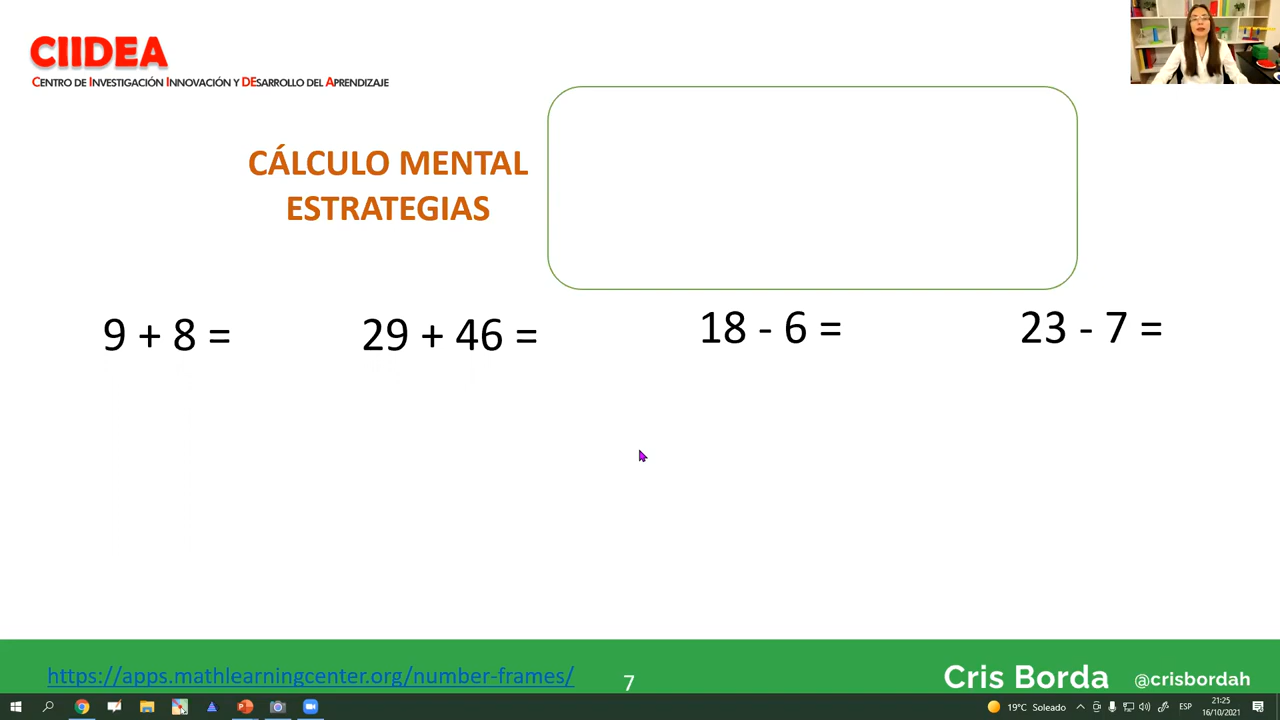 CIIDEA
CENTRO DE INVESTIGACIÓN INNOVACIÓN Y DESARROLLO DEL APRENDIZAJE
CÁLCULO MENTAL
ESTRATEGIAS
9 + 8 =
29 + 46 =
18 - 6 =
23 - 7 =
https://apps.mathlearningcenter.org/number-frames/
7
Cris Borda @crisbordah
19°C Soleado
ESP
21:25
16/10/2021